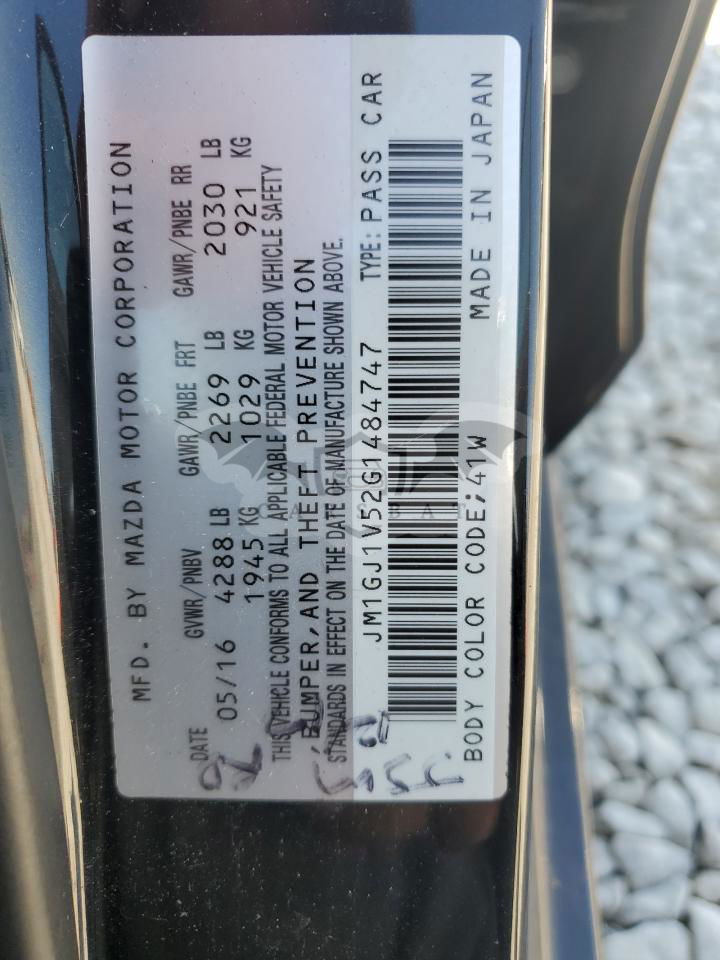 MFD. BY MAZDA MOTOR CORPORATION
DATE GVWR/PNBV GAWR/PNBE FRT GAWR/PNBE RR
05/16 4288 LB 2269 LB 2030 LB
1945 KG 1029 KG 921 KG
THIS VEHICLE CONFORMS TO ALL APPLICABLE FEDERAL MOTOR VEHICLE SAFETY
,BUMPER,AND THEFT PREVENTION
STANDARDS IN EFFECT ON THE DATE OF MANUFACTURE SHOWN ABOVE.
JM1GJ1V52G1484747 TYPE: PASS CAR
BODY COLOR CODE;41W MADE IN JAPAN